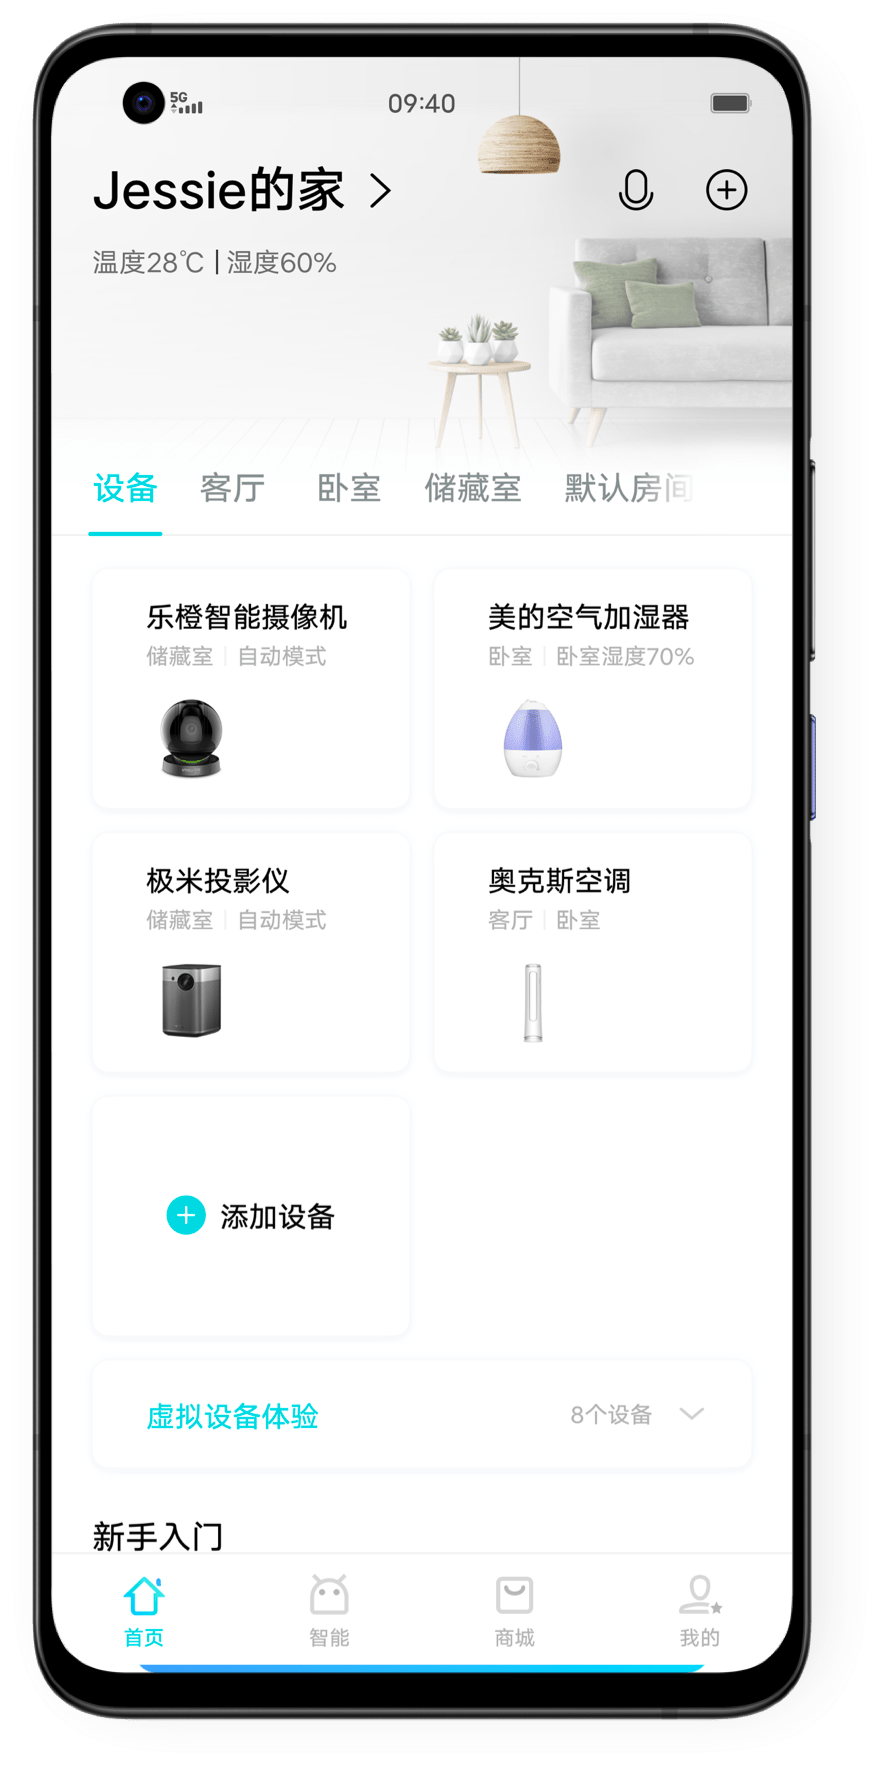 5G
09:40
Jessie的家
温度28℃ | 湿度60%
设备 客厅 卧室 储藏室 默认房间
乐橙智能摄像机
储藏室 | 自动模式
美的空气加湿器
卧室 | 卧室湿度70%
极米投影仪
储藏室 | 自动模式
奥克斯空调
客厅 | 卧室
添加设备
虚拟设备体验
8个设备
新手入门
首页 智能 商城 我的